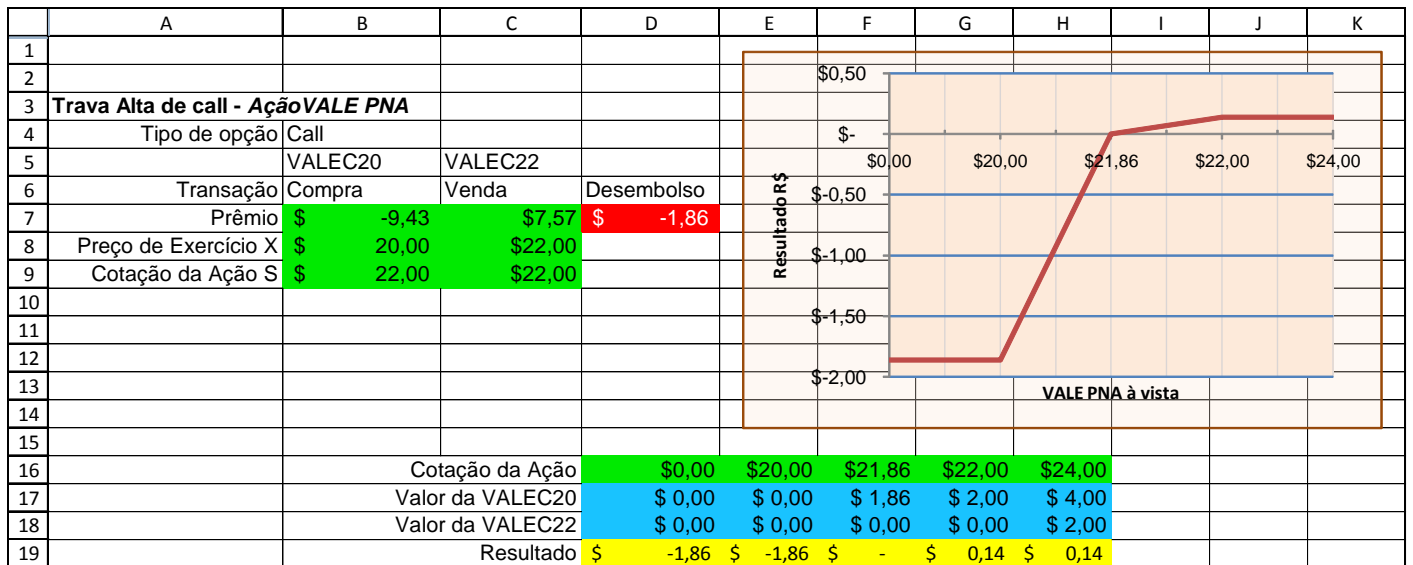 A B C D E F G H I J K
1
2 $0,50
3 Trava Alta de call - AçãoVALE PNA
4 Tipo de opção Call $-
5 VALEC20 VALEC22 $0,00 $20,00 $21,86 $22,00 $24,00
6 Transação Compra Venda Desembolso $-0,50
7 Prêmio $ -9,43 $7,57 $ -1,86
8 Preço de Exercício X $ 20,00 $22,00 $-1,00
9 Cotação da Ação S $ 22,00 $22,00
Resultado R$
10
11 $-1,50
12
13 $-2,00 VALE PNA à vista
14
15
16 Cotação da Ação $0,00 $20,00 $21,86 $22,00 $24,00
17 Valor da VALEC20 $ 0,00 $ 0,00 $ 1,86 $ 2,00 $ 4,00
18 Valor da VALEC22 $ 0,00 $ 0,00 $ 0,00 $ 0,00 $ 2,00
19 Resultado $ -1,86 $ -1,86 $ - $ 0,14 $ 0,14